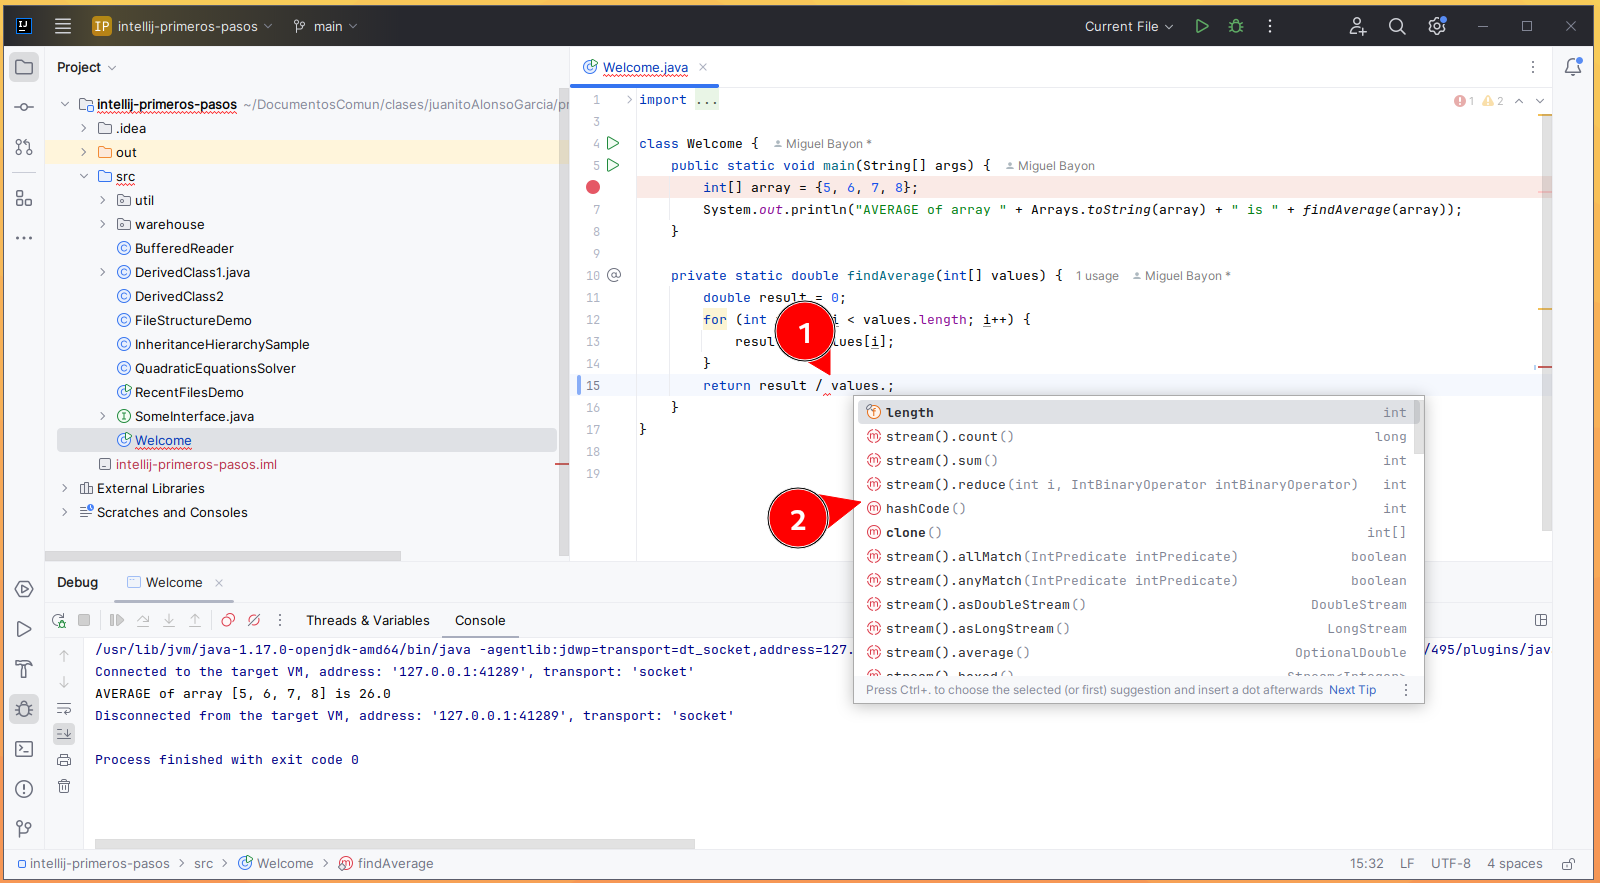 IJ IP intellij-primeros-pasos main Current File
Project
intellij-primeros-pasos ~/DocumentosComun/clases/juanitoAlonsoGarcia/pr
.idea
out
src
util
warehouse
BufferedReader
DerivedClass1.java
DerivedClass2
FileStructureDemo
InheritanceHierarchySample
QuadraticEquationsSolver
RecentFilesDemo
SomeInterface.java
Welcome
intellij-primeros-pasos.iml
External Libraries
Scratches and Consoles
Welcome.java
1 import ...
1 2
3
4 class Welcome { Miguel Bayon *
5 public static void main(String[] args) { Miguel Bayon
int[] array = {5, 6, 7, 8};
7 System.out.println("AVERAGE of array " + Arrays.toString(array) + " is " + findAverage(array));
8 }
9
10 @ private static double findAverage(int[] values) { 1 usage Miguel Bayon *
11 double result = 0;
12 for (int i < values.length; i++) {
13 result lues[i];
14 }
15 return result / values.;
16 }
17 }
18
19
1
2
length int
stream().count() long
stream().sum() int
stream().reduce(int i, IntBinaryOperator intBinaryOperator) int
hashCode() int
clone() int[]
stream().allMatch(IntPredicate intPredicate) boolean
stream().anyMatch(IntPredicate intPredicate) boolean
stream().asDoubleStream() DoubleStream
stream().asLongStream() LongStream
stream().average() OptionalDouble
stream().boxed() Stream<Integer>
Press Ctrl+. to choose the selected (or first) suggestion and insert a dot afterwards Next Tip
Debug Welcome
Threads & Variables Console
/usr/lib/jvm/java-1.17.0-openjdk-amd64/bin/java -agentlib:jdwp=transport=dt_socket,address=127. /495/plugins/jav
Connected to the target VM, address: '127.0.0.1:41289', transport: 'socket'
AVERAGE of array [5, 6, 7, 8] is 26.0
Disconnected from the target VM, address: '127.0.0.1:41289', transport: 'socket'
Process finished with exit code 0
intellij-primeros-pasos > src > Welcome > findAverage 15:32 LF UTF-8 4 spaces